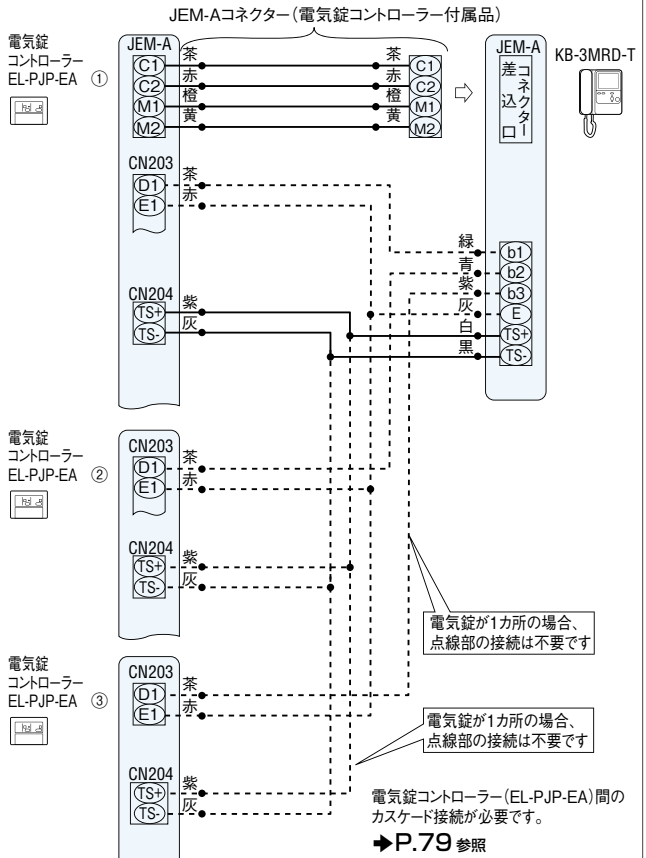 JEM-Aコネクター(電気錠コントローラー付属品)
電気錠
コントローラー
EL-PJP-EA ①
JEM-A
C1 茶 茶 C1
C2 赤 赤 C2
M1 橙 橙 M1
M2 黄 黄 M2
JEM-A
コネクター
差込口
KB-3MRD-T
CN203
D1 茶
E1 赤
緑 b1
青 b2
紫 b3
灰 E
白 TS+
黒 TS-
CN204
TS+ 紫
TS- 灰
電気錠
コントローラー
EL-PJP-EA ②
CN203
D1 茶
E1 赤
CN204
TS+ 紫
TS- 灰
電気錠が1カ所の場合、
点線部の接続は不要です
電気錠
コントローラー
EL-PJP-EA ③
CN203
D1 茶
E1 赤
電気錠が1カ所の場合、
点線部の接続は不要です
CN204
TS+ 紫
TS- 灰
電気錠コントローラー(EL-PJP-EA)間の
カスケード接続が必要です。
➜P.79 参照